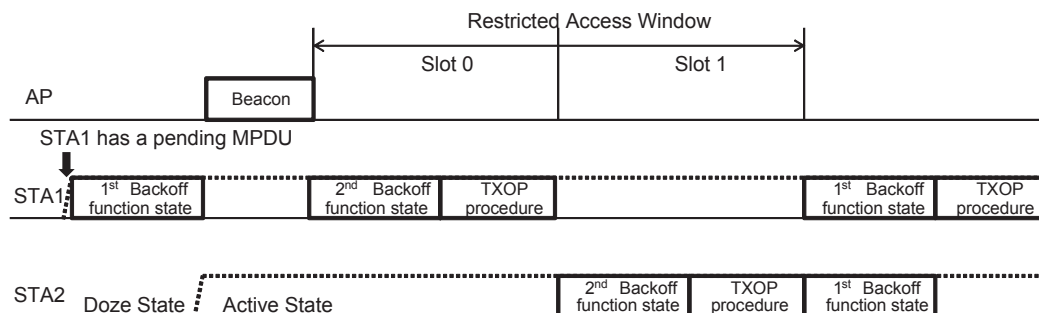 Restricted Access Window
Slot 0
Slot 1
AP
Beacon
STA1 has a pending MPDU
STA1
1st Backoff
function state
2nd Backoff
function state
TXOP
procedure
1st Backoff
function state
TXOP
procedure
STA2
Doze State
Active State
2nd Backoff
function state
TXOP
procedure
1st Backoff
function state